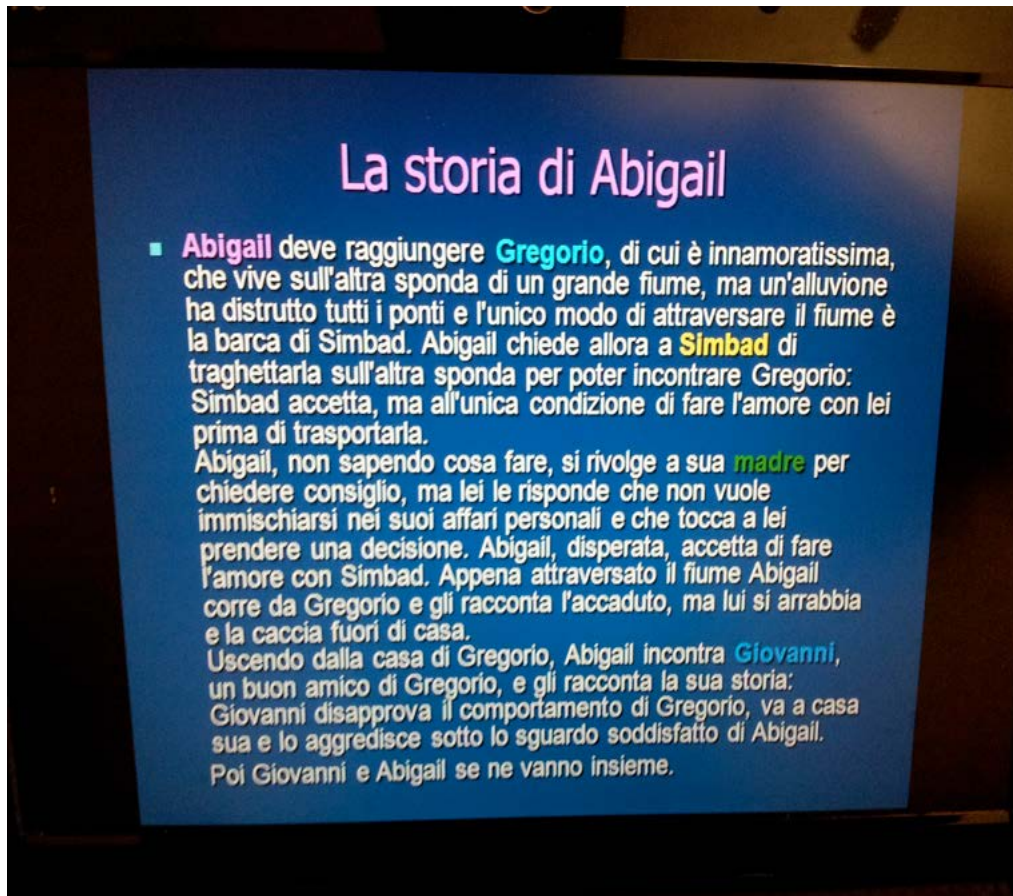 La storia di Abigail
Abigail deve raggiungere Gregorio, di cui è innamoratissima,
che vive sull'altra sponda di un grande fiume, ma un'alluvione
ha distrutto tutti i ponti e l'unico modo di attraversare il fiume è
la barca di Simbad. Abigail chiede allora a Simbad di
traghettarla sull'altra sponda per poter incontrare Gregorio:
Simbad accetta, ma all'unica condizione di fare l'amore con lei
prima di trasportarla.
Abigail, non sapendo cosa fare, si rivolge a sua madre per
chiedere consiglio, ma lei le risponde che non vuole
immischiarsi nei suoi affari personali e che tocca a lei
prendere una decisione. Abigail, disperata, accetta di fare
l'amore con Simbad. Appena attraversato il fiume Abigail
corre da Gregorio e gli racconta l'accaduto, ma lui si arrabbia
e la caccia fuori di casa.
Uscendo dalla casa di Gregorio, Abigail incontra Giovanni,
un buon amico di Gregorio, e gli racconta la sua storia:
Giovanni disapprova il comportamento di Gregorio, va a casa
sua e lo aggredisce sotto lo sguardo soddisfatto di Abigail.
Poi Giovanni e Abigail se ne vanno insieme.